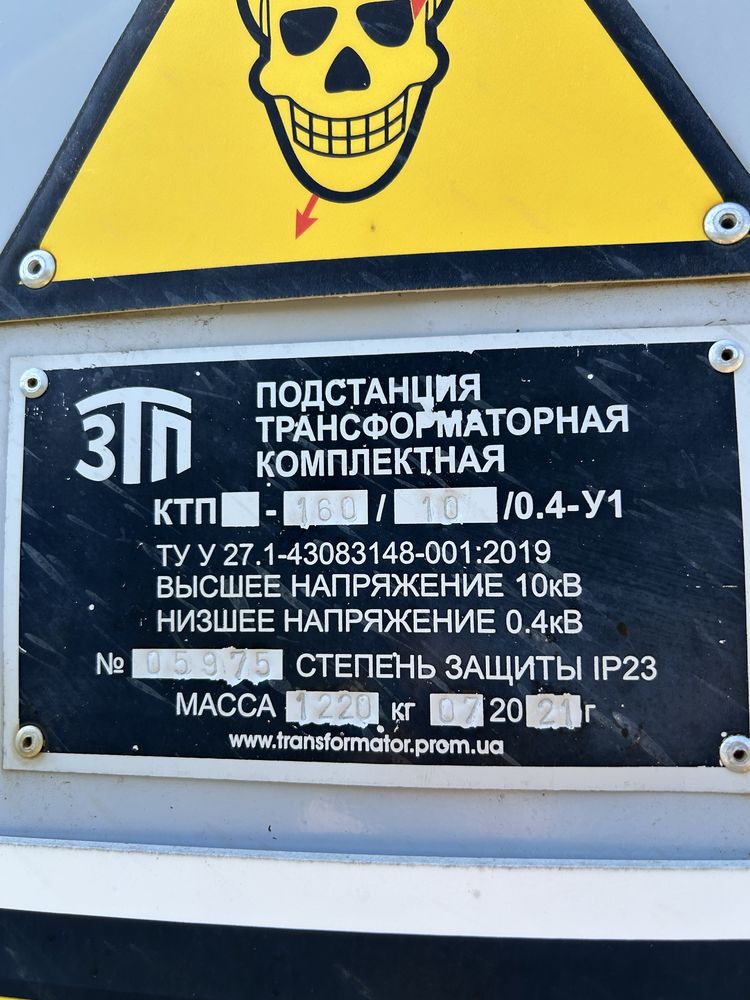 ЗТП
ПОДСТАНЦИЯ
ТРАНСФОРМАТОРНАЯ
КОМПЛЕКТНАЯ
КТП - 160 / 10 /0.4-У1
ТУ У 27.1-43083148-001:2019
ВЫСШЕЕ НАПРЯЖЕНИЕ 10кВ
НИЗШЕЕ НАПРЯЖЕНИЕ 0.4кВ
№ 05975 СТЕПЕНЬ ЗАЩИТЫ IP23
МАССА 1220 кг 07 20 21 г
www.transformator.prom.ua